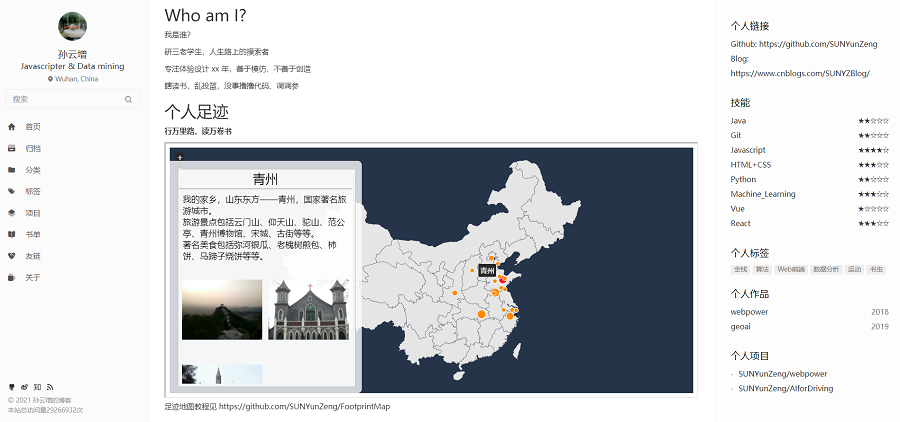 孙云增
Javascripter & Data mining
Wuhan, China
搜索
首页
归档
分类
标签
项目
书单
友链
关于
知
© 2021 孙云增的博客
本站总访问量29266932次
Who am I?
我是谁?
研三老学生，人生路上的摸索者
专注体验设计 xx 年，善于模仿，不善于创造
瞎读书，乱投篮，没事撸撸代码、调调参
个人足迹
行万里路，读万卷书
+
青州
我的家乡，山东东方——青州，国家著名旅
游城市。
旅游景点包括云门山、仰天山、驼山、范公
亭、青州博物馆、宋城、古街等等。
著名美食包括弥河银瓜、老槐树煎包、柿
饼、马蹄子烧饼等等。
青州
足迹地图教程见 https://github.com/SUNYunZeng/FootprintMap
个人链接
Github: https://github.com/SUNYunZeng
Blog:
https://www.cnblogs.com/SUNYZBlog/
技能
Java ★★☆☆☆
Git ★★☆☆☆
Javascript ★★★★☆
HTML+CSS ★★★☆☆
Python ★★☆☆☆
Machine_Learning ★★★☆☆
Vue ★☆☆☆☆
React ★★★☆☆
个人标签
全栈 算法 Web前端 数据分析 运动 书虫
个人作品
webpower 2018
geoai 2019
个人项目
- SUNYunZeng/webpower
- SUNYunZeng/AIforDriving